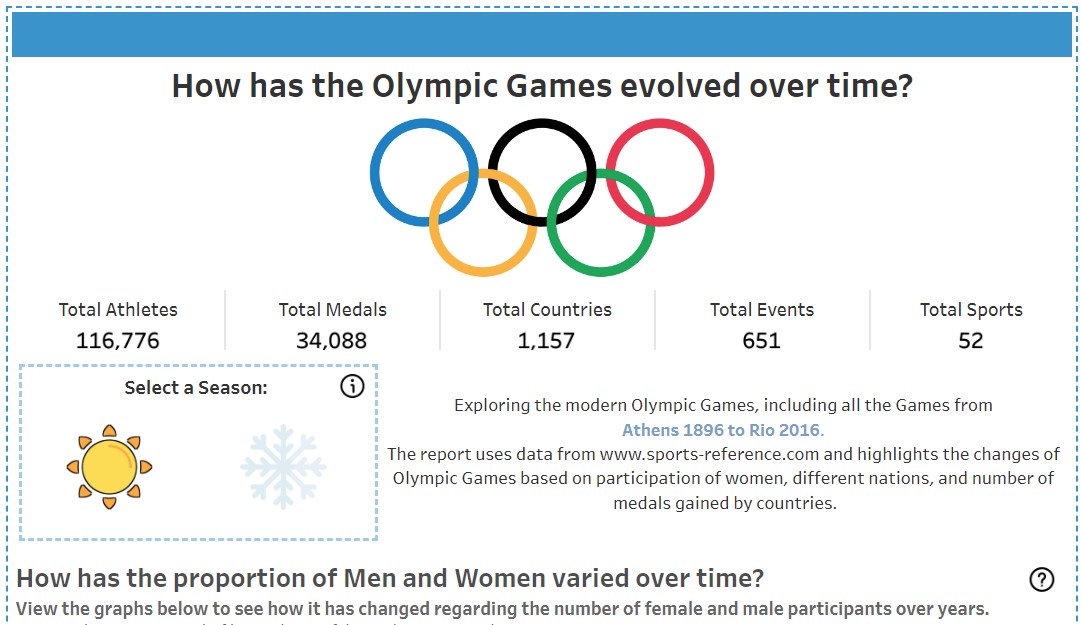 How has the Olympic Games evolved over time?
Total Athletes
116,776
Total Medals
34,088
Total Countries
1,157
Total Events
651
Total Sports
52
Select a Season:
Exploring the modern Olympic Games, including all the Games from
Athens 1896 to Rio 2016.
The report uses data from www.sports-reference.com and highlights the changes of
Olympic Games based on participation of women, different nations, and number of
medals gained by countries.
How has the proportion of Men and Women varied over time?
View the graphs below to see how it has changed regarding the number of female and male participants over years.